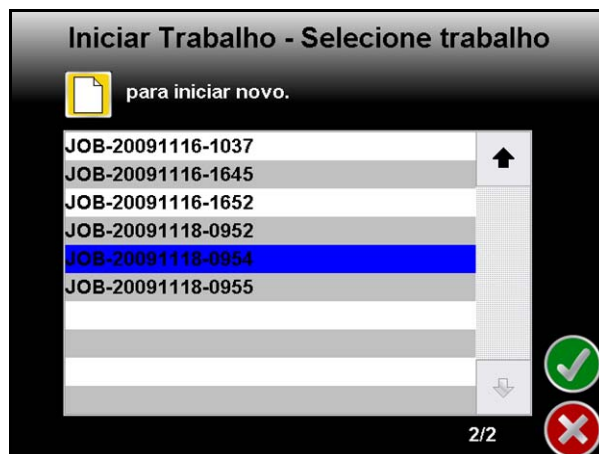 Iniciar Trabalho - Selecione trabalho
para iniciar novo.
JOB-20091116-1037
JOB-20091116-1645
JOB-20091116-1652
JOB-20091118-0952
JOB-20091118-0954
JOB-20091118-0955
2/2